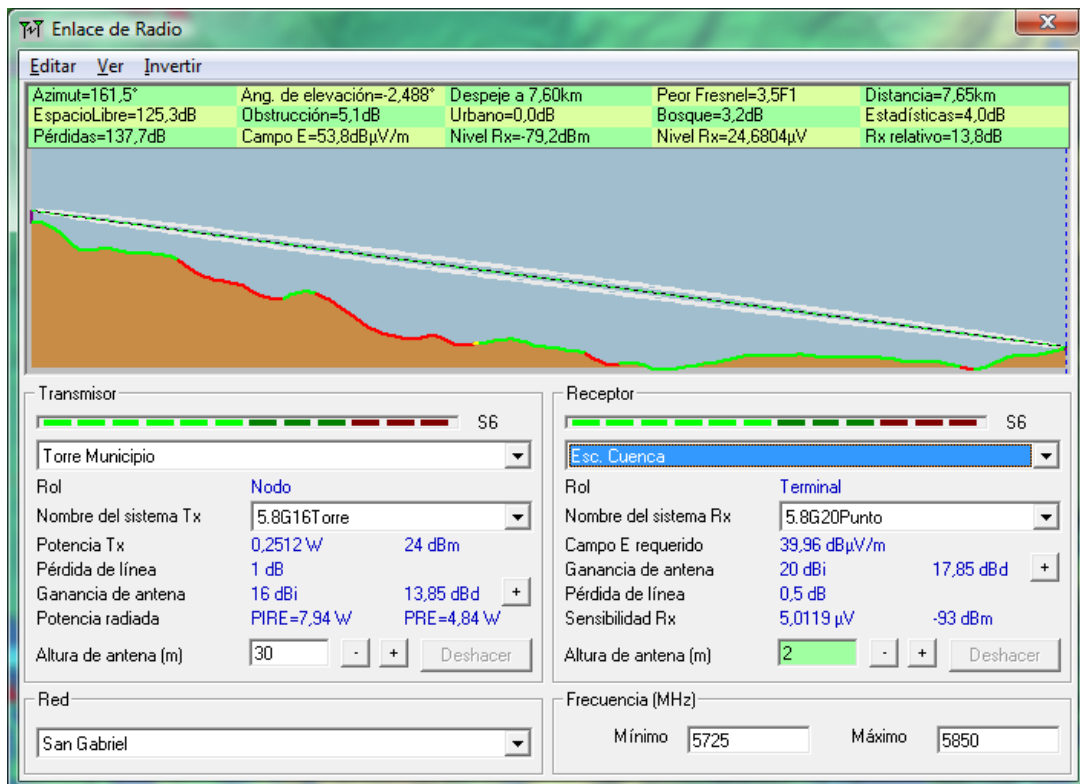 Enlace de Radio
Editar Ver Invertir
Azimut=161,5° Ang. de elevación=-2,488° Despeje a 7,60km Peor Fresnel=3,5F1 Distancia=7,65km
EspacioLibre=125,3dB Obstrucción=5,1dB Urbano=0,0dB Bosque=3,2dB Estadísticas=4,0dB
Pérdidas=137,7dB Campo E=53,8dBµV/m Nivel Rx=-79,2dBm Nivel Rx=24,6804µV Rx relativo=13,8dB
Transmisor
S6
Torre Municipio
Rol Nodo
Nombre del sistema Tx 5.8G16Torre
Potencia Tx 0,2512 W 24 dBm
Pérdida de línea 1 dB
Ganancia de antena 16 dBi 13,85 dBd +
Potencia radiada PIRE=7,94 W PRE=4,84 W
Altura de antena (m) 30 - + Deshacer
Receptor
S6
Esc. Cuenca
Rol Terminal
Nombre del sistema Rx 5.8G20Punto
Campo E requerido 39,96 dBµV/m
Ganancia de antena 20 dBi 17,85 dBd +
Pérdida de línea 0,5 dB
Sensibilidad Rx 5,0119 µV -93 dBm
Altura de antena (m) 2 - + Deshacer
Red
San Gabriel
Frecuencia (MHz)
Mínimo 5725 Máximo 5850